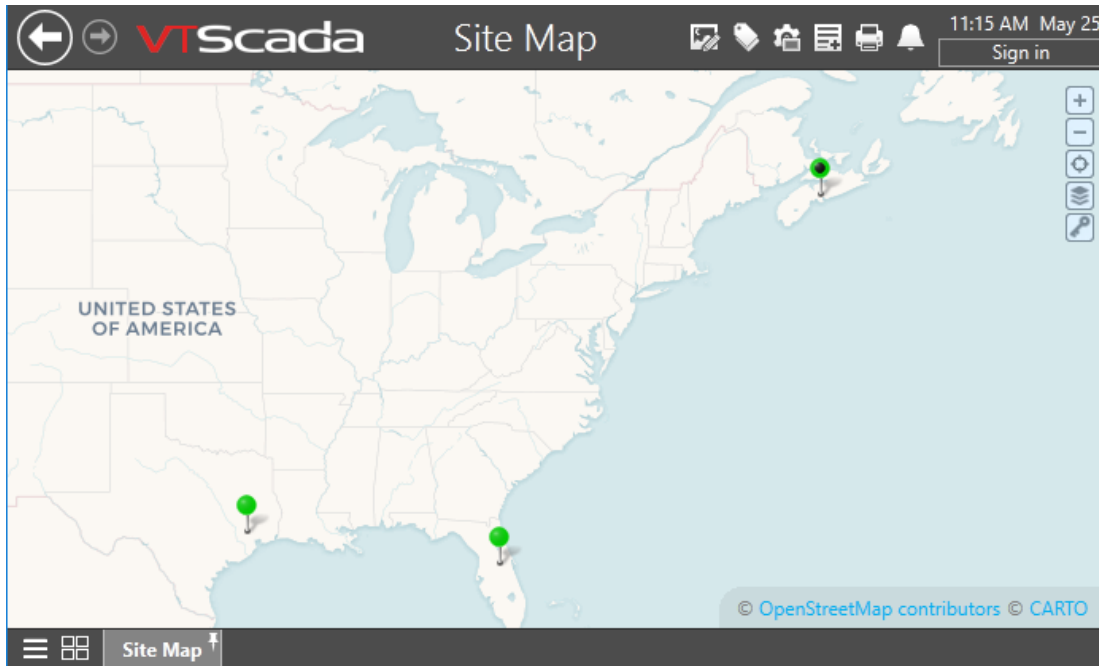 VTScada
Site Map
11:15 AM May 25
Sign in
UNITED STATES
OF AMERICA
© OpenStreetMap contributors © CARTO
Site Map